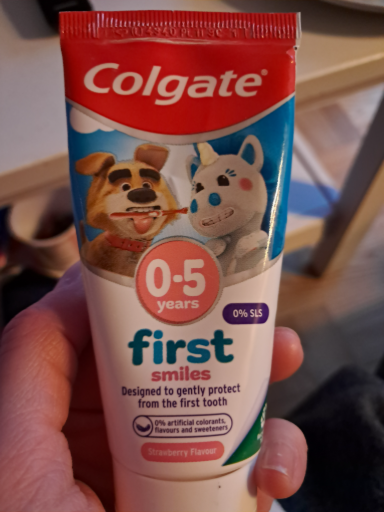 Colgate®
0-5
years
0% SLS
first
smiles
Designed to gently protect
from the first tooth
0% artificial colorants,
flavours and sweeteners
Strawberry Flavour